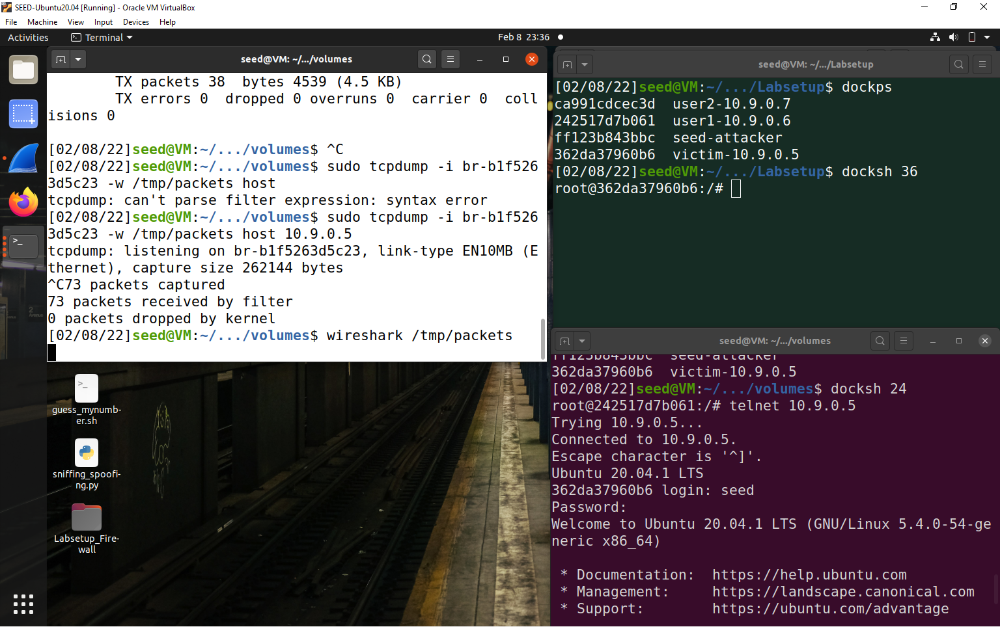 SEED-Ubuntu20.04 [Running] - Oracle VM VirtualBox
File Machine View Input Devices Help
Activities Terminal Feb 8 23:36
seed@VM: ~/.../volumes
TX packets 38  bytes 4539 (4.5 KB)
TX errors 0  dropped 0 overruns 0  carrier 0  coll
isions 0
[02/08/22]seed@VM:~/.../volumes$ ^C
[02/08/22]seed@VM:~/.../volumes$ sudo tcpdump -i br-b1f526
3d5c23 -w /tmp/packets host
tcpdump: can't parse filter expression: syntax error
[02/08/22]seed@VM:~/.../volumes$ sudo tcpdump -i br-b1f526
3d5c23 -w /tmp/packets host 10.9.0.5
tcpdump: listening on br-b1f5263d5c23, link-type EN10MB (E
thernet), capture size 262144 bytes
^C73 packets captured
73 packets received by filter
0 packets dropped by kernel
[02/08/22]seed@VM:~/.../volumes$ wireshark /tmp/packets
seed@VM: ~/.../Labsetup
[02/08/22]seed@VM:~/.../Labsetup$ dockps
ca991cdcec3d  user2-10.9.0.7
242517d7b061  user1-10.9.0.6
ff123b843bbc  seed-attacker
362da37960b6  victim-10.9.0.5
[02/08/22]seed@VM:~/.../Labsetup$ docksh 36
root@362da37960b6:/#
seed@VM: ~/.../volumes
ff123b843bbc  seed-attacker
362da37960b6  victim-10.9.0.5
[02/08/22]seed@VM:~/.../volumes$ docksh 24
root@242517d7b061:/# telnet 10.9.0.5
Trying 10.9.0.5...
Connected to 10.9.0.5.
Escape character is '^]'.
Ubuntu 20.04.1 LTS
362da37960b6 login: seed
Password:
Welcome to Ubuntu 20.04.1 LTS (GNU/Linux 5.4.0-54-ge
neric x86_64)
* Documentation:  https://help.ubuntu.com
* Management:     https://landscape.canonical.com
* Support:        https://ubuntu.com/advantage
guess_mynumb-
er.sh
sniffing_spoofi-
ng.py
Labsetup_Fire-
wall